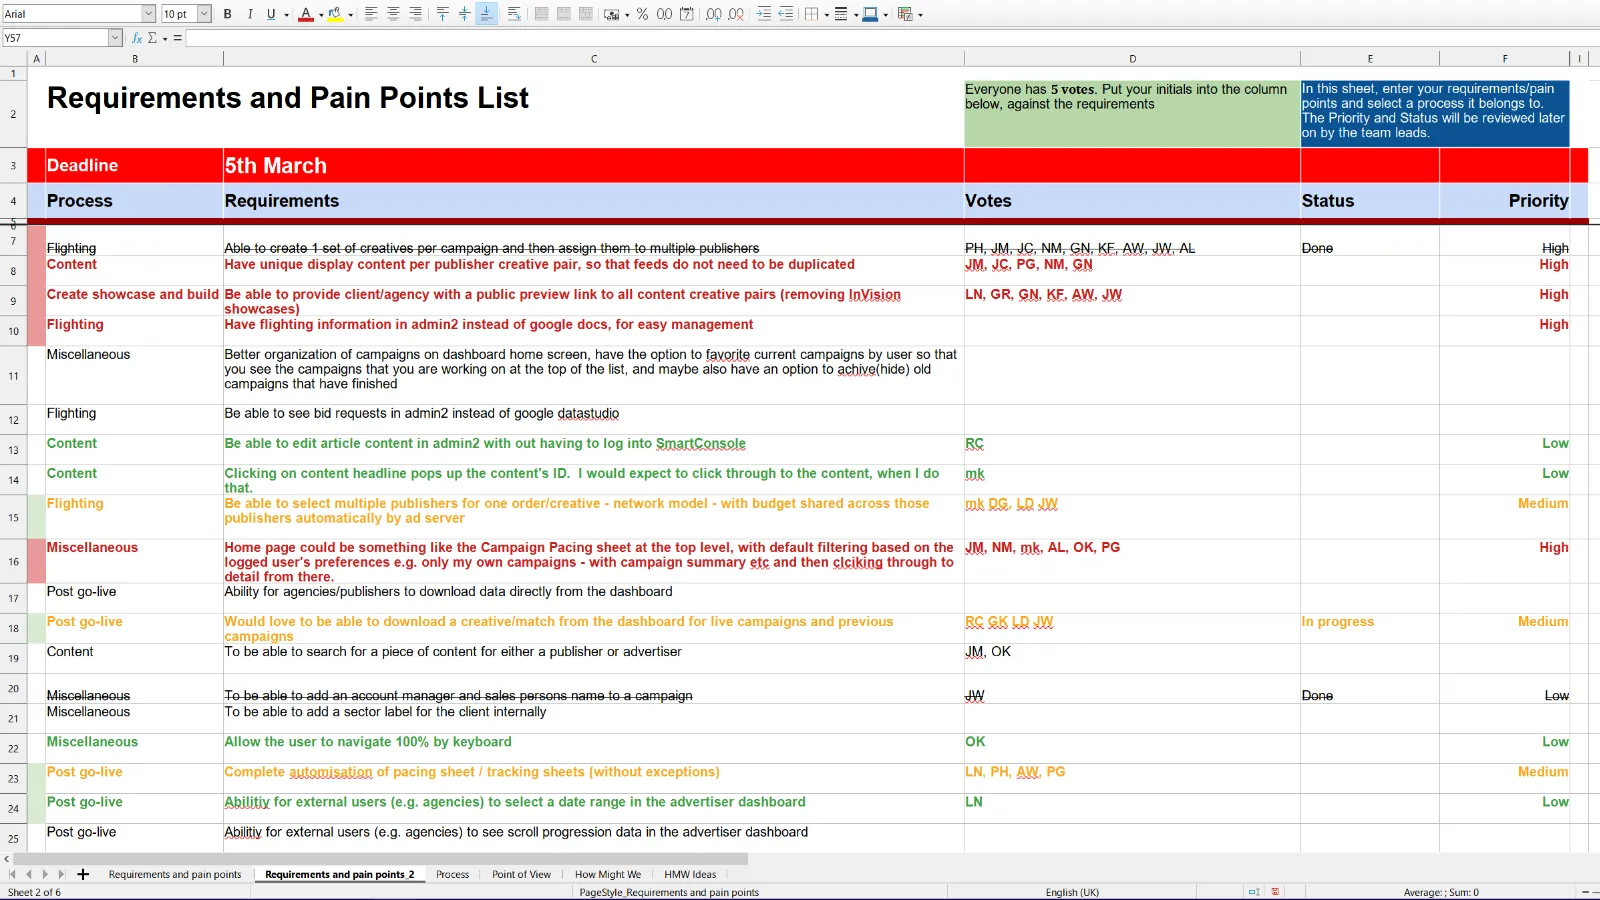 Arial 10 pt B I U
Y57
A B C D E F I
1
2 Requirements and Pain Points List
Everyone has 5 votes. Put your initials into the column
below, against the requirements
In this sheet, enter your requirements/pain
points and select a process it belongs to.
The Priority and Status will be reviewed later
on by the team leads.
3 Deadline 5th March
4 Process Requirements Votes Status Priority
5
6
7 Flighting Able to create 1 set of creatives per campaign and then assign them to multiple publishers PH, JM, JC, NM, GN, KF, AW, JW, AL Done High
8 Content Have unique display content per publisher creative pair, so that feeds do not need to be duplicated JM, JC, PG, NM, GN High
9 Create showcase and build Be able to provide client/agency with a public preview link to all content creative pairs (removing InVision LN, GR, GN, KF, AW, JW High
showcases)
10 Flighting Have flighting information in admin2 instead of google docs, for easy management High
11 Miscellaneous Better organization of campaigns on dashboard home screen, have the option to favorite current campaigns by user so that
you see the campaigns that you are working on at the top of the list, and maybe also have an option to achive(hide) old
campaigns that have finished
12 Flighting Be able to see bid requests in admin2 instead of google datastudio
13 Content Be able to edit article content in admin2 with out having to log into SmartConsole RC Low
14 Content Clicking on content headline pops up the content's ID.  I would expect to click through to the content, when I do mk Low
that.
15 Flighting Be able to select multiple publishers for one order/creative - network model - with budget shared across those mk DG, LD JW Medium
publishers automatically by ad server
16 Miscellaneous Home page could be something like the Campaign Pacing sheet at the top level, with default filtering based on the JM, NM, mk, AL, OK, PG High
logged user's preferences e.g. only my own campaigns - with campaign summary etc and then clciking through to
detail from there.
17 Post go-live Ability for agencies/publishers to download data directly from the dashboard
18 Post go-live Would love to be able to download a creative/match from the dashboard for live campaigns and previous RC GK LD JW In progress Medium
campaigns
19 Content To be able to search for a piece of content for either a publisher or advertiser JM, OK
20 Miscellaneous To be able to add an account manager and sales persons name to a campaign JW Done Low
21 Miscellaneous To be able to add a sector label for the client internally
22 Miscellaneous Allow the user to navigate 100% by keyboard OK Low
23 Post go-live Complete automisation of pacing sheet / tracking sheets (without exceptions) LN, PH, AW, PG Medium
24 Post go-live Abilitiy for external users (e.g. agencies) to select a date range in the advertiser dashboard LN Low
25 Post go-live Abilitiy for external users (e.g. agencies) to see scroll progression data in the advertiser dashboard
Requirements and pain points Requirements and pain points_2 Process Point of View How Might We HMW Ideas
Sheet 2 of 6 PageStyle_Requirements and pain points English (UK) Average: ; Sum: 0